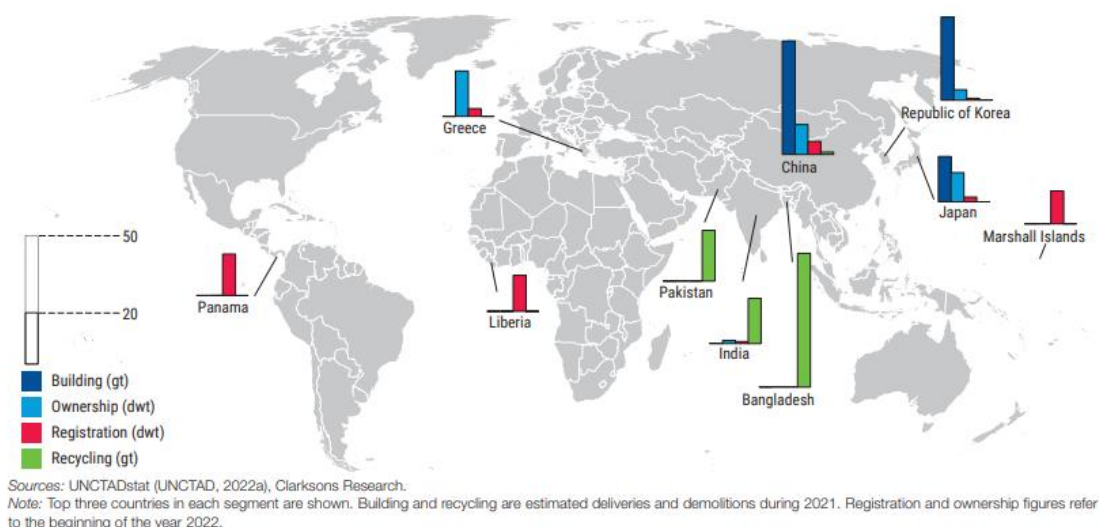 Republic of Korea
Greece
China
Japan
Marshall Islands
50
Pakistan
Panama
Liberia
20
India
Building (gt)
Bangladesh
Ownership (dwt)
Registration (dwt)
Recycling (gt)
Sources: UNCTADstat (UNCTAD, 2022a), Clarksons Research.
Note: Top three countries in each segment are shown. Building and recycling are estimated deliveries and demolitions during 2021. Registration and ownership figures refer
to the beginning of the year 2022.